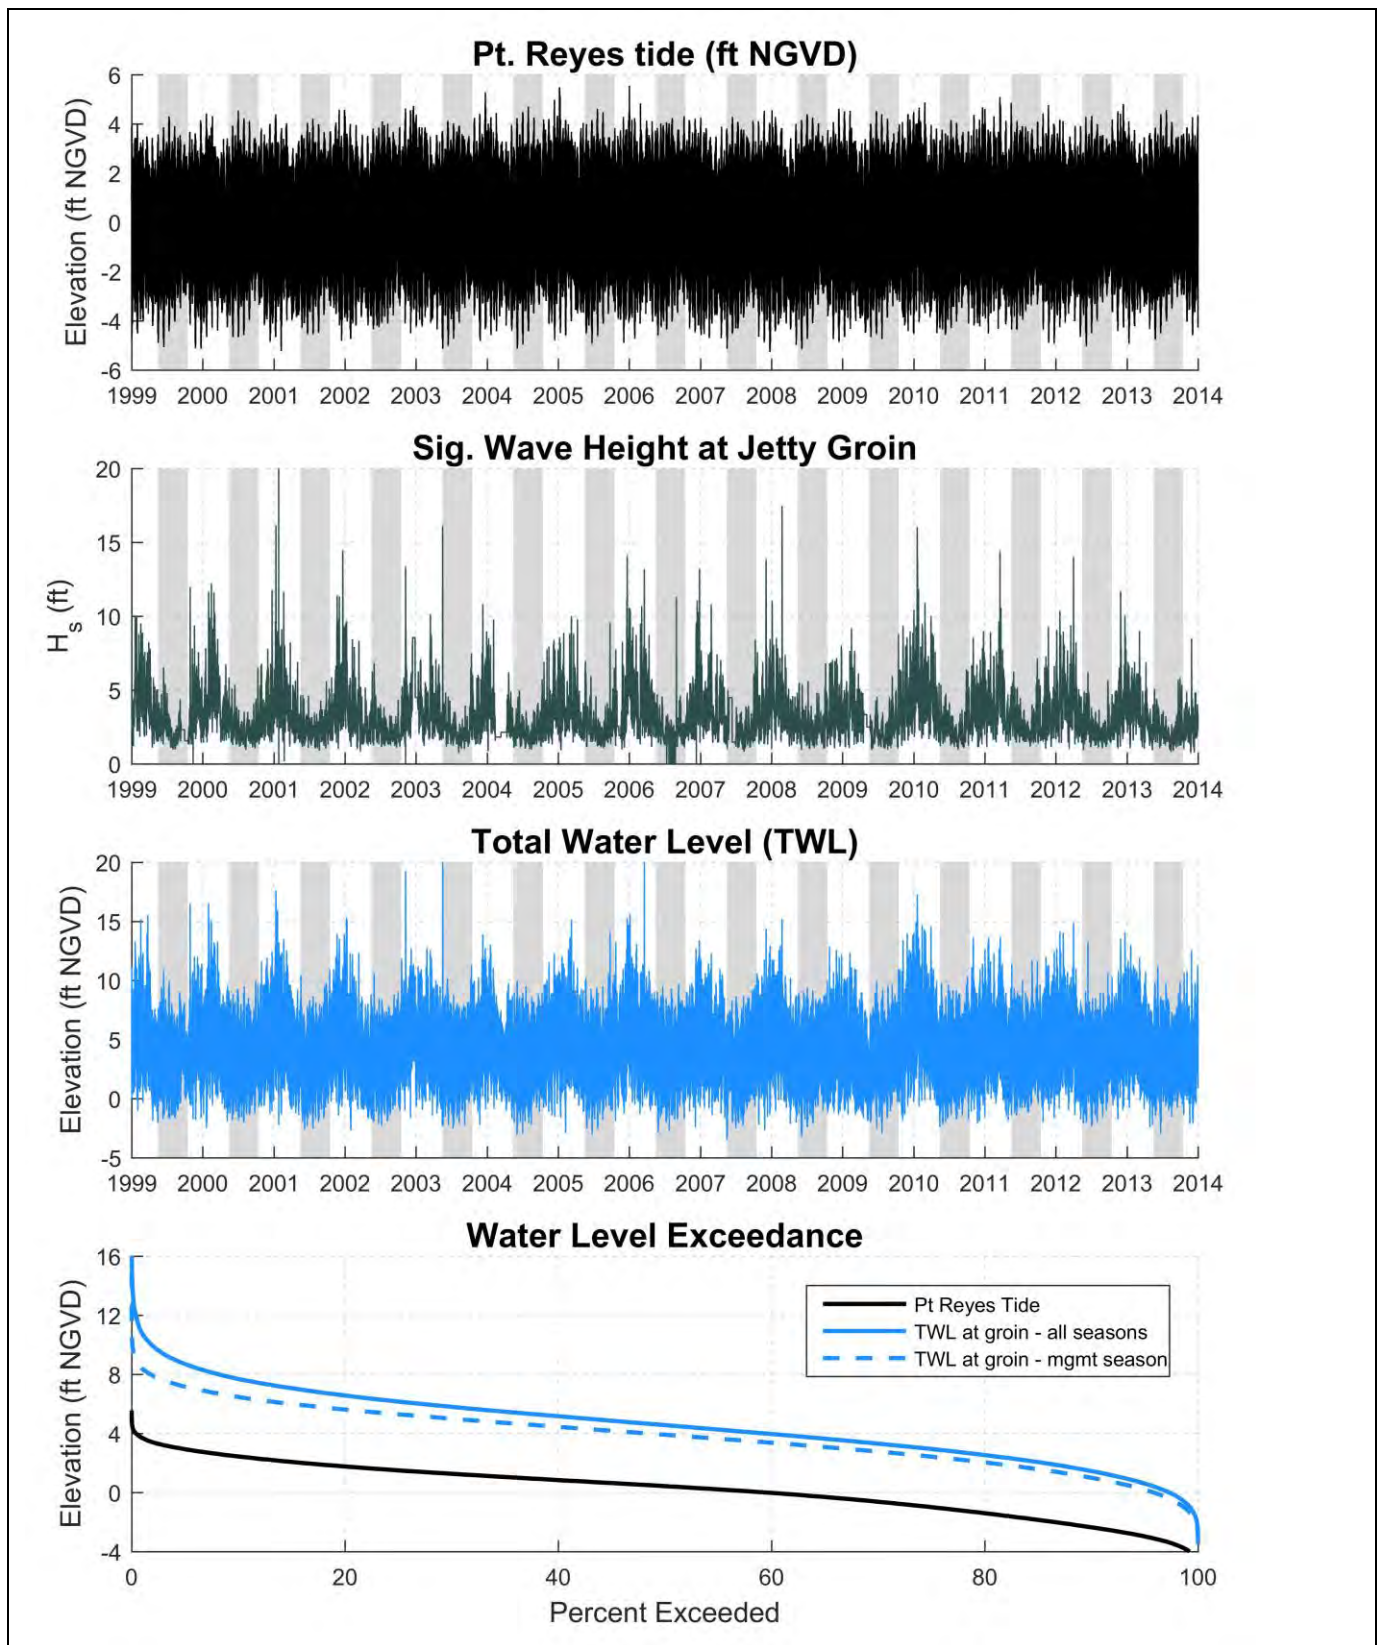 Pt. Reyes tide (ft NGVD)
Elevation (ft NGVD)
6
4
2
0
-2
-4
-6
1999 2000 2001 2002 2003 2004 2005 2006 2007 2008 2009 2010 2011 2012 2013 2014
Sig. Wave Height at Jetty Groin
H_s (ft)
20
15
10
5
0
1999 2000 2001 2002 2003 2004 2005 2006 2007 2008 2009 2010 2011 2012 2013 2014
Total Water Level (TWL)
Elevation (ft NGVD)
20
15
10
5
0
-5
1999 2000 2001 2002 2003 2004 2005 2006 2007 2008 2009 2010 2011 2012 2013 2014
Water Level Exceedance
Elevation (ft NGVD)
16
12
8
4
0
-4
Pt Reyes Tide
TWL at groin - all seasons
TWL at groin - mgmt season
0 20 40 60 80 100
Percent Exceeded